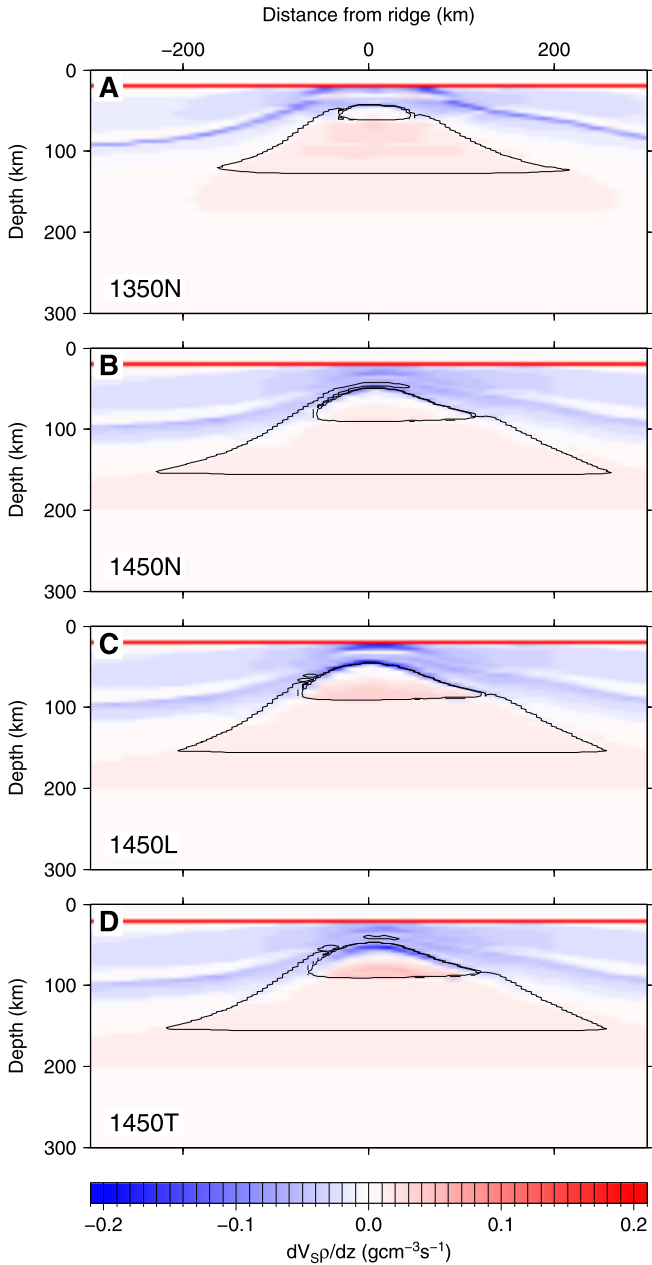 Distance from ridge (km)
−200 0 200
A
0
100
200
300
Depth (km)
1350N
B
0
100
200
300
Depth (km)
1450N
C
0
100
200
300
Depth (km)
1450L
D
0
100
200
300
Depth (km)
1450T
−0.2 −0.1 0.0 0.1 0.2
dVSρ/dz (gcm−3s−1)